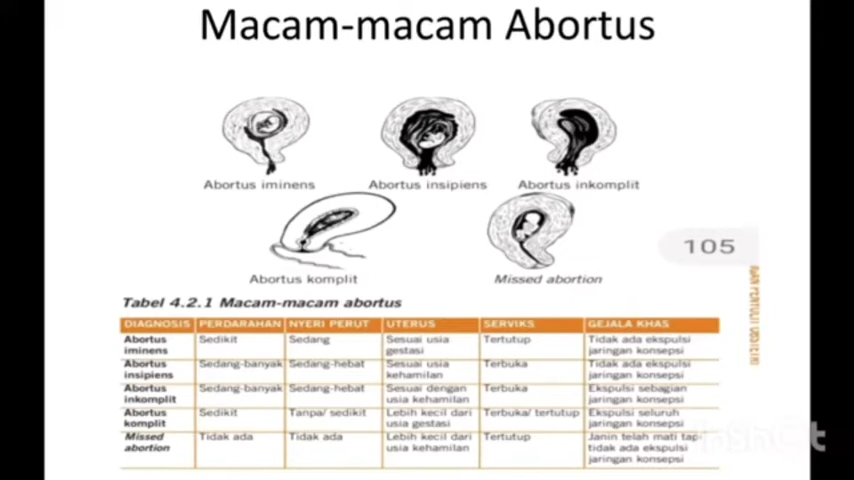 Macam-macam Abortus
Abortus iminens
Abortus insipiens
Abortus inkomplit
Abortus komplit
Missed abortion
105
Tabel 4.2.1 Macam-macam abortus
DIAGNOSIS PERDARAHAN NYERI PERUT UTERUS SERVIKS GEJALA KHAS
Abortus iminens Sedikit Sedang Sesuai usia gestasi Tertutup Tidak ada ekspulsi jaringan konsepsi
Abortus insipiens Sedang-banyak Sedang-hebat Sesuai usia kehamilan Terbuka Tidak ada ekspulsi jaringan konsepsi
Abortus inkomplit Sedang-banyak Sedang-hebat Sesuai dengan usia kehamilan Terbuka Ekspulsi sebagian jaringan konsepsi
Abortus komplit Sedikit Tanpa/ sedikit Lebih kecil dari usia gestasi Terbuka/ tertutup Ekspulsi seluruh jaringan konsepsi
Missed abortion Tidak ada Tidak ada Lebih kecil dari usia kehamilan Tertutup Janin telah mati tapi tidak ada ekspulsi jaringan konsepsi